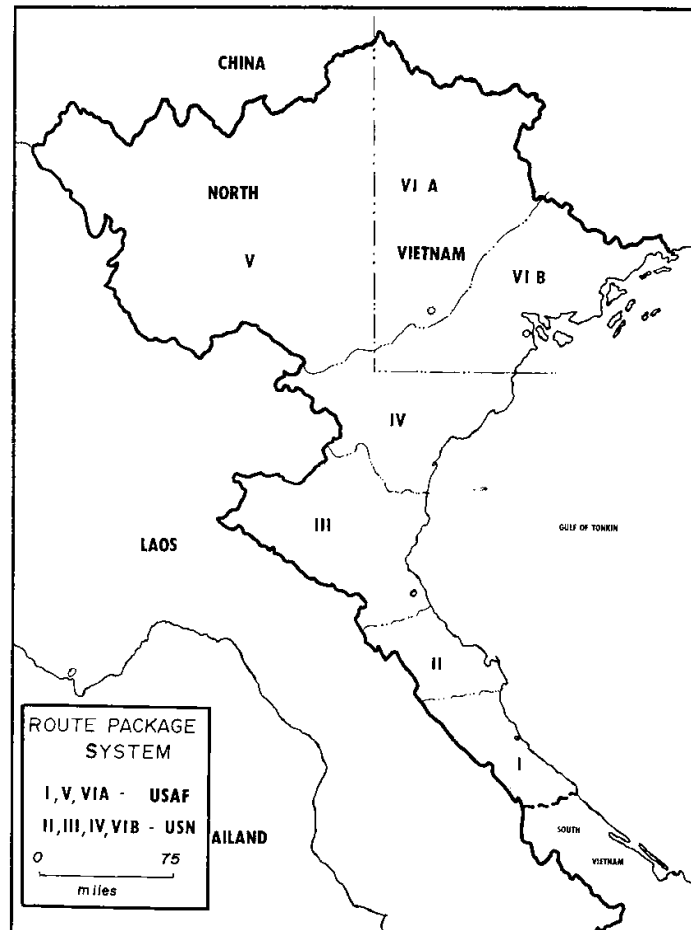 CHINA
NORTH
VI A
V
VIETNAM
VI B
IV
III
GULF OF TONKIN
LAOS
II
I
SOUTH
VIETNAM
ROUTE PACKAGE
SYSTEM
I, V, VIA - USAF
II, III, IV, VIB - USN
0 75
miles
AILAND